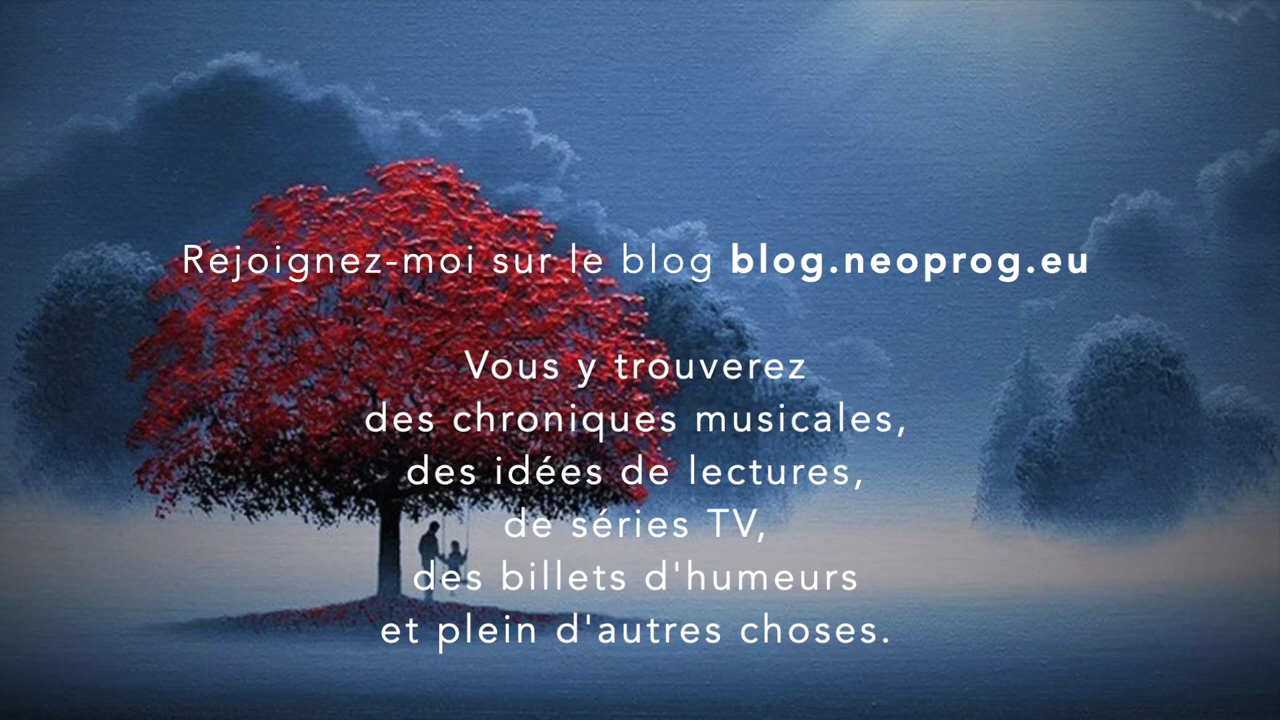 Rejoignez-moi sur le blog blog.neoprog.eu
Vous y trouverez
des chroniques musicales,
des idées de lectures,
de séries TV,
des billets d'humeurs
et plein d'autres choses.